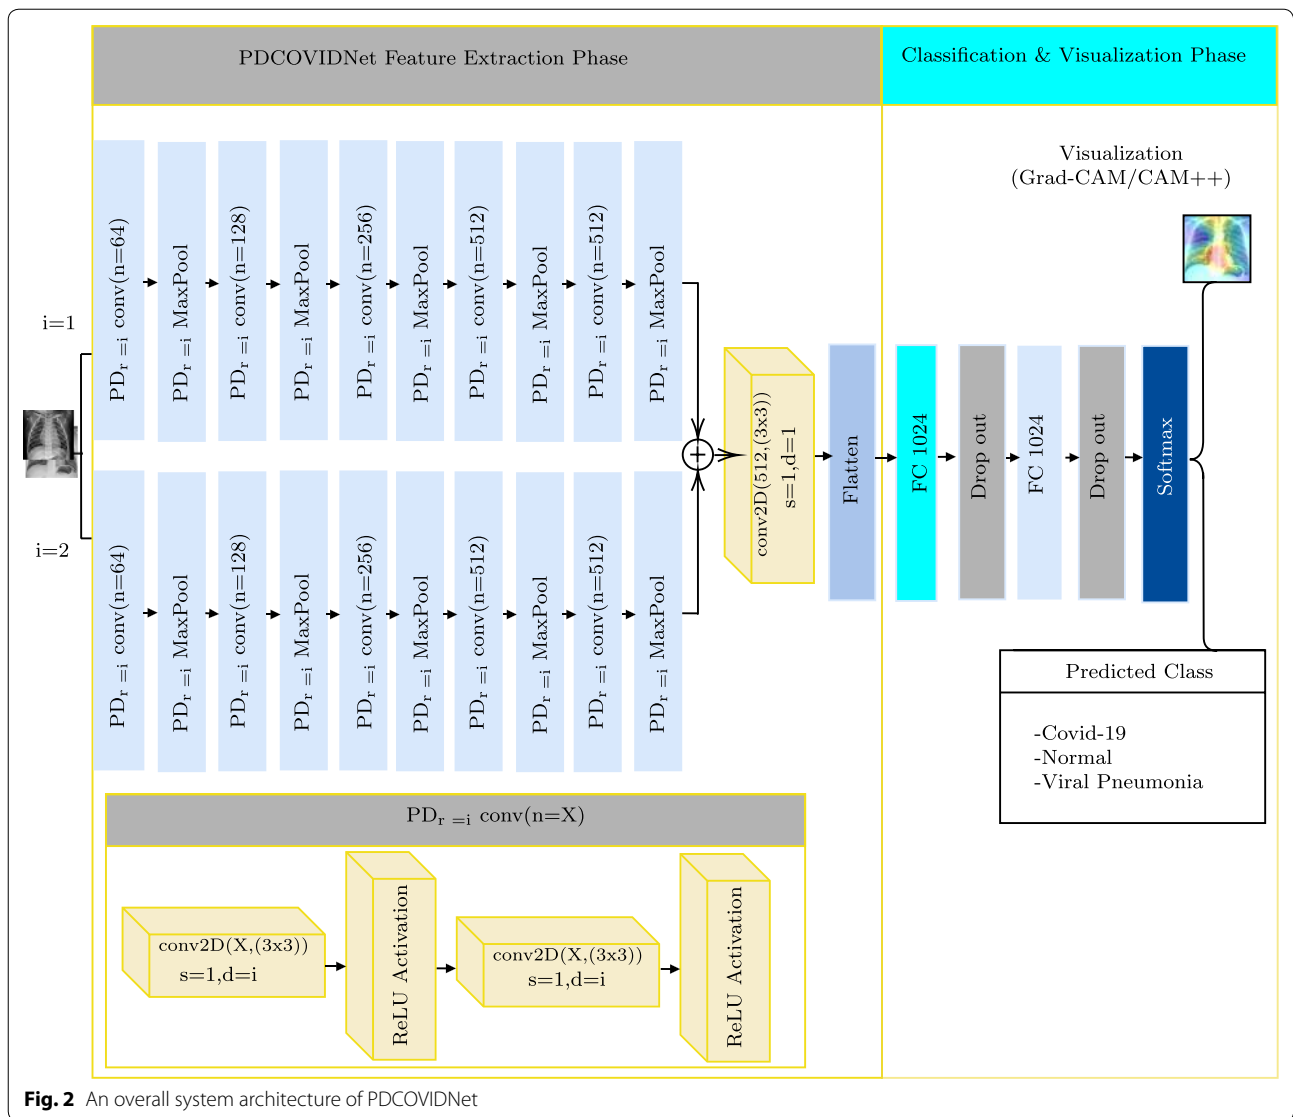 PDCOVIDNet Feature Extraction Phase
Classification & Visualization Phase
i=1
PDr =i conv(n=64)
PDr =i MaxPool
PDr =i conv(n=128)
PDr =i MaxPool
PDr =i conv(n=256)
PDr =i MaxPool
PDr =i conv(n=512)
PDr =i MaxPool
PDr =i conv(n=512)
PDr =i MaxPool
i=2
PDr =i conv(n=64)
PDr =i MaxPool
PDr =i conv(n=128)
PDr =i MaxPool
PDr =i conv(n=256)
PDr =i MaxPool
PDr =i conv(n=512)
PDr =i MaxPool
PDr =i conv(n=512)
PDr =i MaxPool
+
conv2D(512,(3x3))
s=1,d=1
Flatten
FC 1024
Drop out
FC 1024
Drop out
Softmax
Visualization
(Grad-CAM/CAM++)
Predicted Class
-Covid-19
-Normal
-Viral Pneumonia
PDr =i conv(n=X)
conv2D(X,(3x3))
s=1,d=i
ReLU Activation
conv2D(X,(3x3))
s=1,d=i
ReLU Activation
Fig. 2 An overall system architecture of PDCOVIDNet